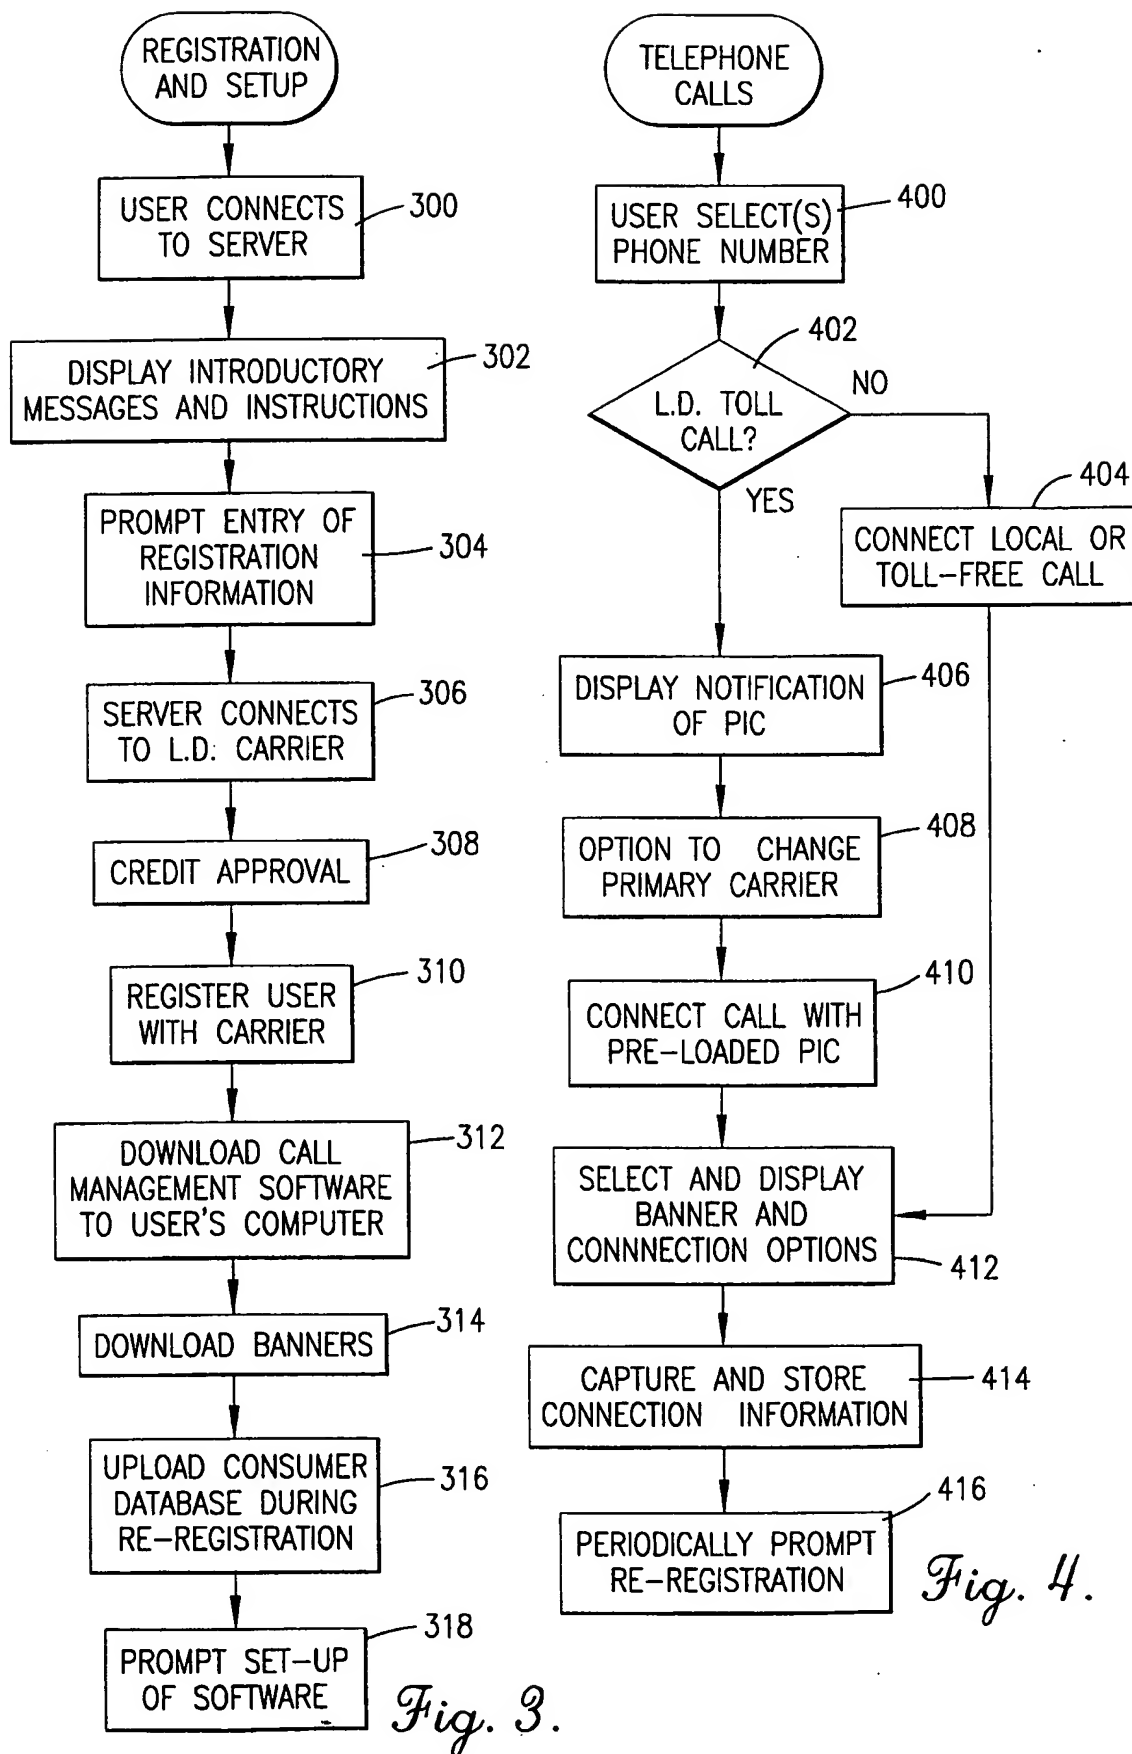 REGISTRATION
AND SETUP
USER CONNECTS
TO SERVER
300
DISPLAY INTRODUCTORY
MESSAGES AND INSTRUCTIONS
302
PROMPT ENTRY OF
REGISTRATION
INFORMATION
304
SERVER CONNECTS
TO L.D. CARRIER
306
CREDIT APPROVAL
308
REGISTER USER
WITH CARRIER
310
DOWNLOAD CALL
MANAGEMENT SOFTWARE
TO USER'S COMPUTER
312
DOWNLOAD BANNERS
314
UPLOAD CONSUMER
DATABASE DURING
RE-REGISTRATION
316
PROMPT SET-UP
OF SOFTWARE
318
Fig. 3.
TELEPHONE
CALLS
USER SELECT(S)
PHONE NUMBER
400
L.D. TOLL
CALL?
402
NO
YES
CONNECT LOCAL OR
TOLL-FREE CALL
404
DISPLAY NOTIFICATION
OF PIC
406
OPTION TO CHANGE
PRIMARY CARRIER
408
CONNECT CALL WITH
PRE-LOADED PIC
410
SELECT AND DISPLAY
BANNER AND
CONNNECTION OPTIONS
412
CAPTURE AND STORE
CONNECTION INFORMATION
414
PERIODICALLY PROMPT
RE-REGISTRATION
416
Fig. 4.